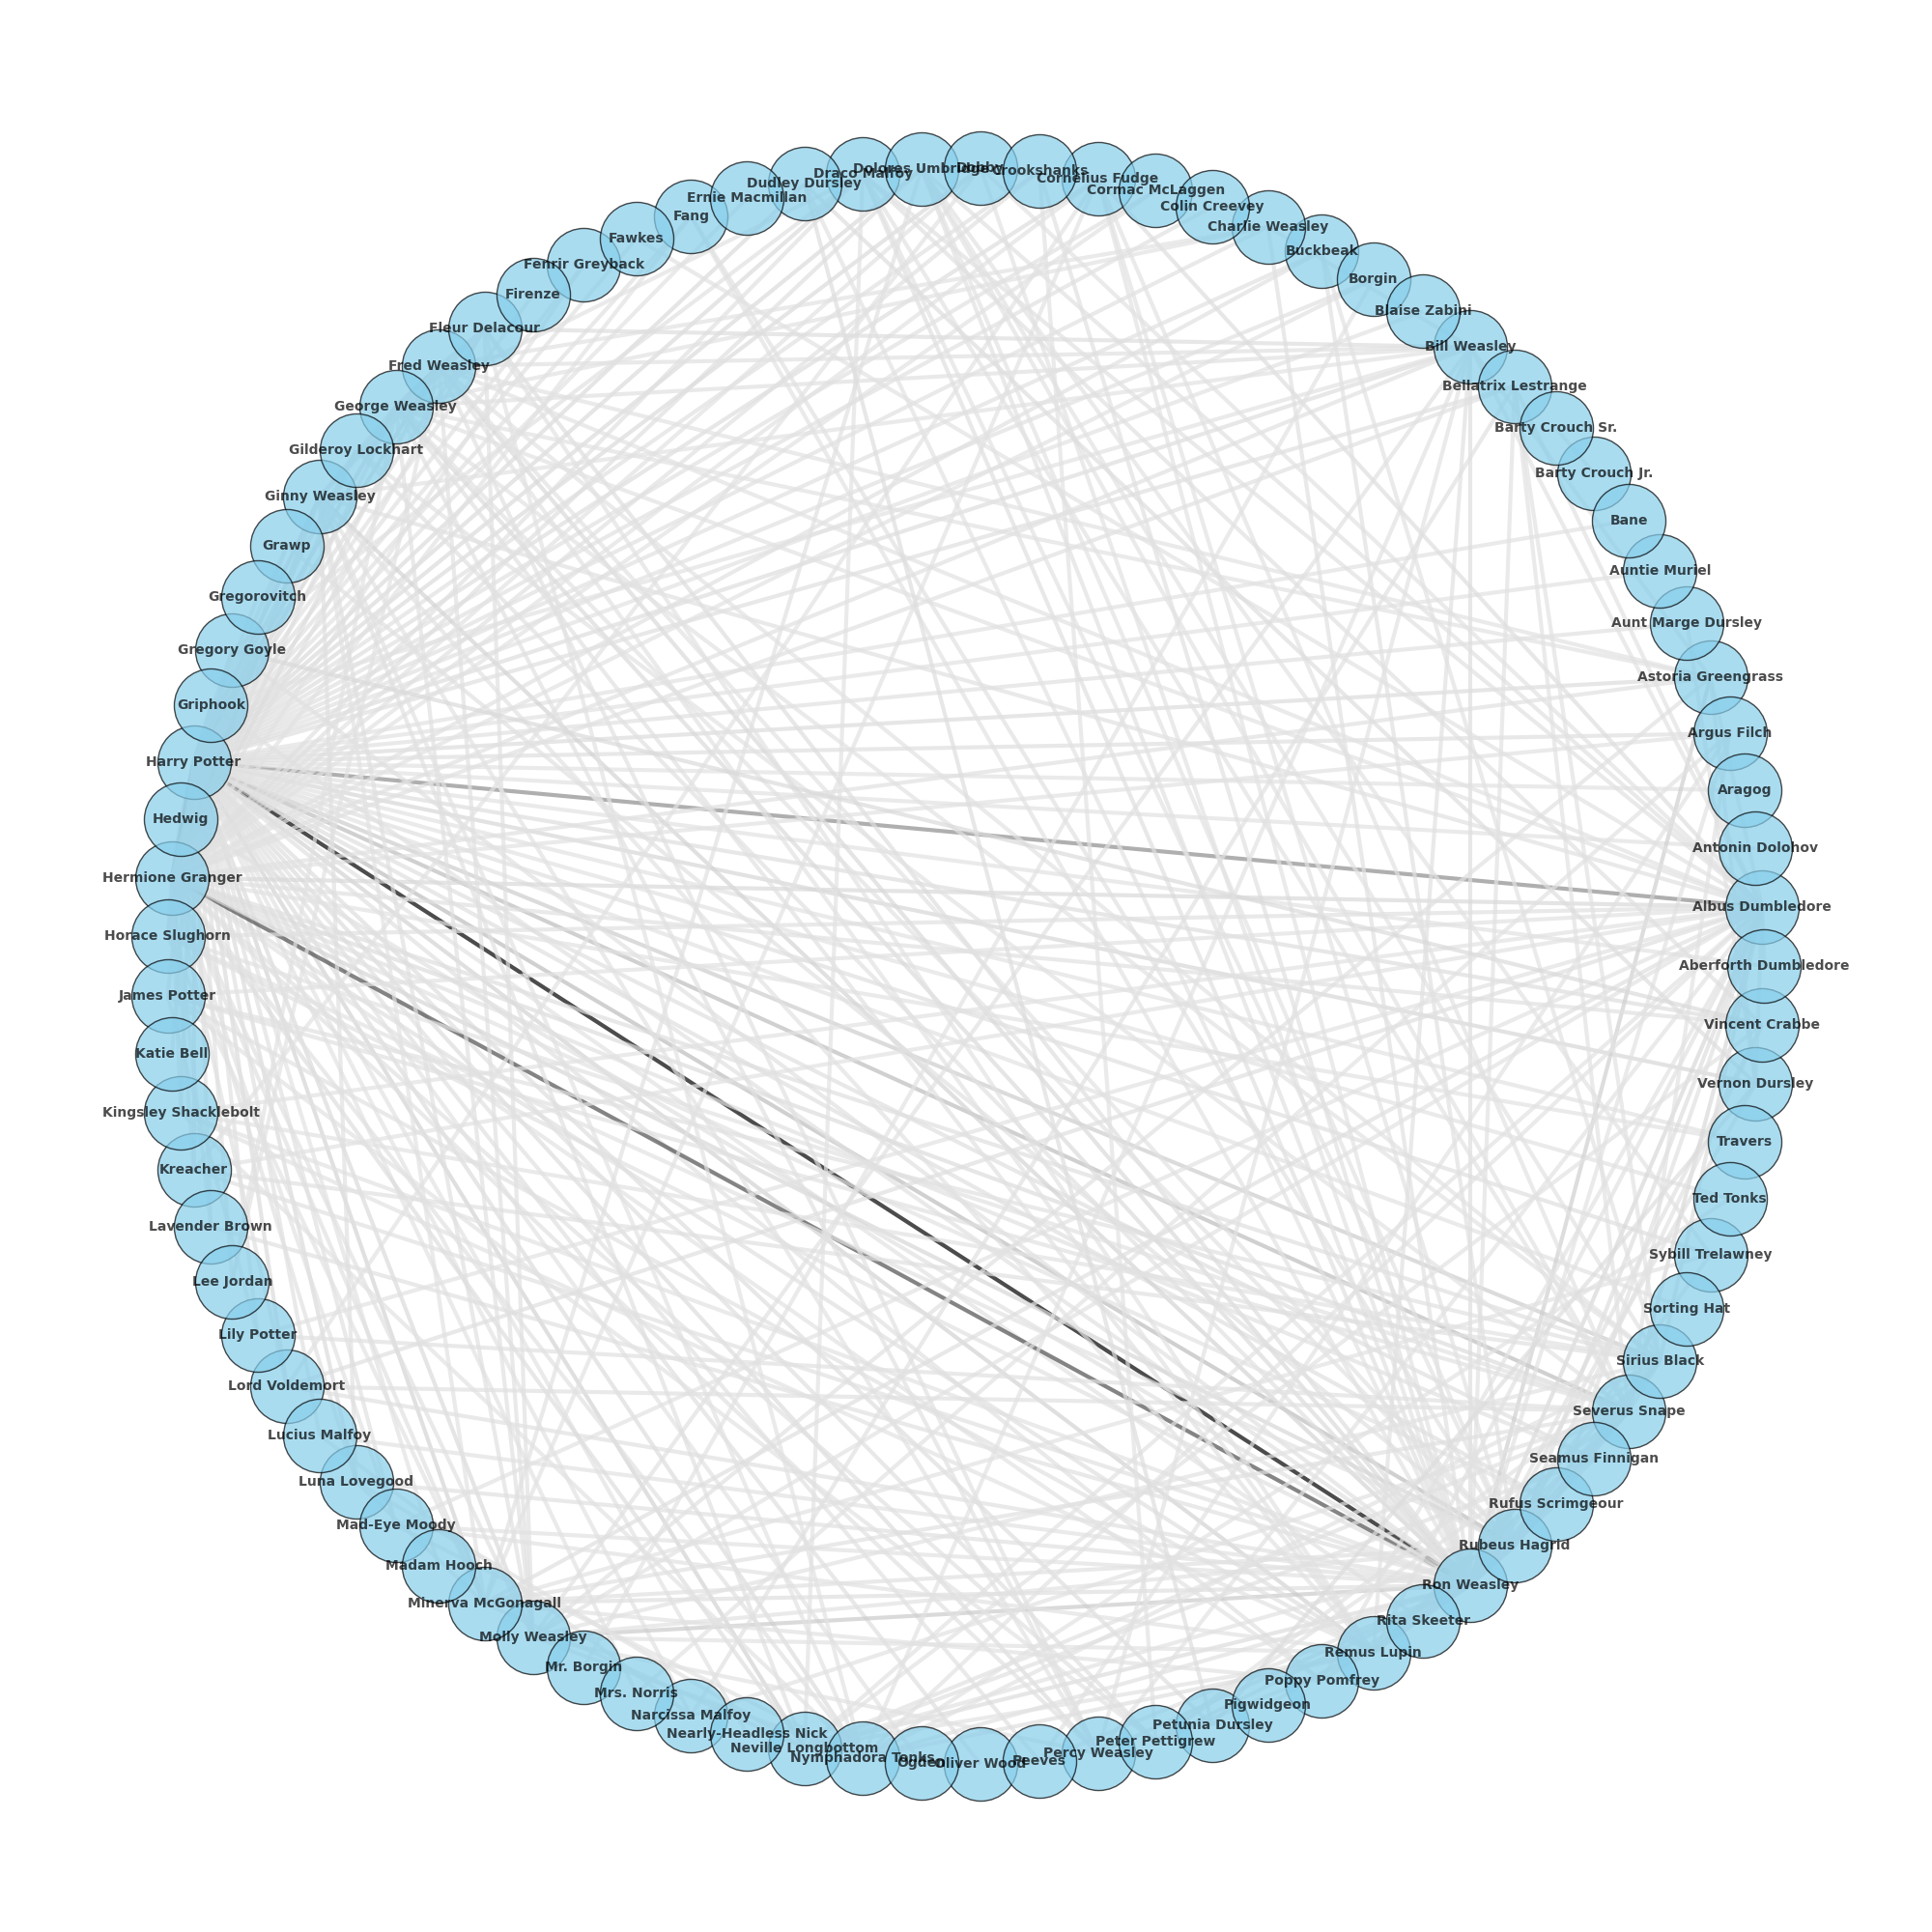 Dobby
Crookshanks
Cornelius Fudge
Cormac McLaggen
Colin Creevey
Charlie Weasley
Buckbeak
Borgin
Blaise Zabini
Bill Weasley
Bellatrix Lestrange
Barty Crouch Sr.
Barty Crouch Jr.
Bane
Auntie Muriel
Aunt Marge Dursley
Astoria Greengrass
Argus Filch
Aragog
Antonin Dolohov
Albus Dumbledore
Aberforth Dumbledore
Vincent Crabbe
Vernon Dursley
Travers
Ted Tonks
Sybill Trelawney
Sorting Hat
Sirius Black
Severus Snape
Seamus Finnigan
Rufus Scrimgeour
Rubeus Hagrid
Ron Weasley
Rita Skeeter
Remus Lupin
Poppy Pomfrey
Pigwidgeon
Petunia Dursley
Peter Pettigrew
Percy Weasley
Peeves
Oliver Wood
Ogden
Nymphadora Tonks
Neville Longbottom
Nearly-Headless Nick
Narcissa Malfoy
Mrs. Norris
Mr. Borgin
Molly Weasley
Minerva McGonagall
Madam Hooch
Mad-Eye Moody
Luna Lovegood
Lucius Malfoy
Lord Voldemort
Lily Potter
Lee Jordan
Lavender Brown
Kreacher
Kingsley Shacklebolt
Katie Bell
James Potter
Horace Slughorn
Hermione Granger
Hedwig
Harry Potter
Griphook
Gregory Goyle
Gregorovitch
Grawp
Ginny Weasley
Gilderoy Lockhart
George Weasley
Fred Weasley
Fleur Delacour
Firenze
Fenrir Greyback
Fawkes
Fang
Ernie Macmillan
Dudley Dursley
Draco Malfoy
Dolores Umbridge